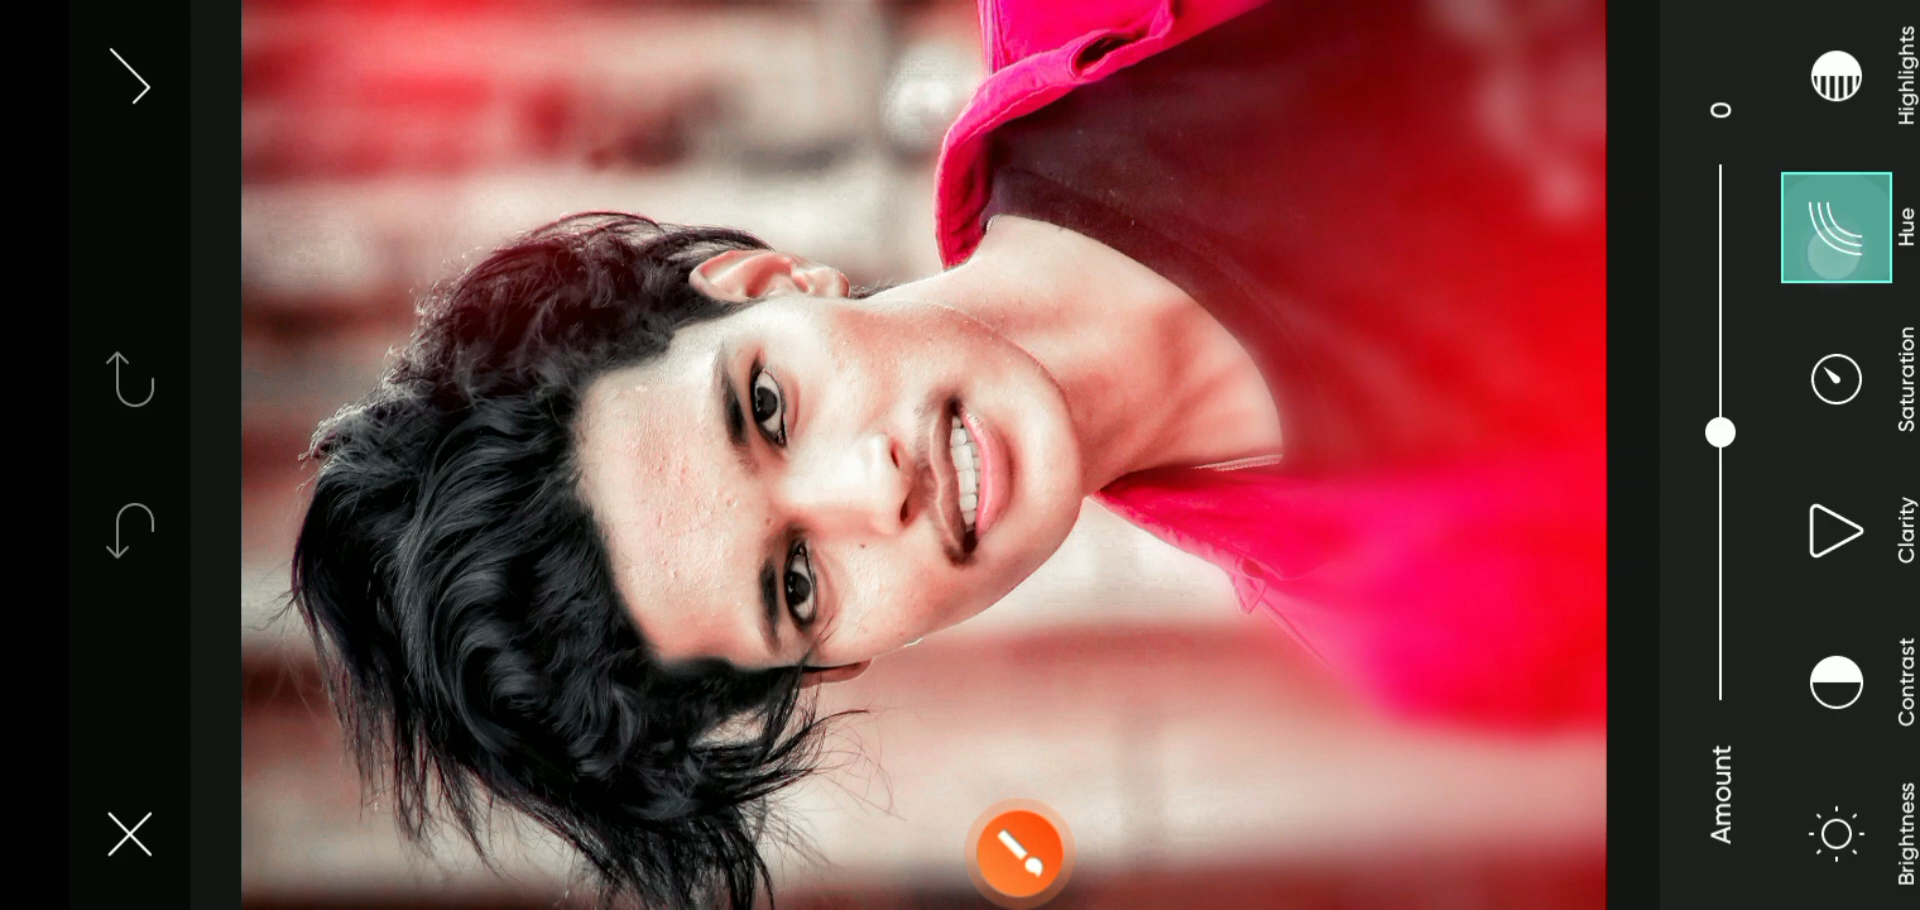 Amount
0
Brightness
Contrast
Clarity
Saturation
Hue
Highlights